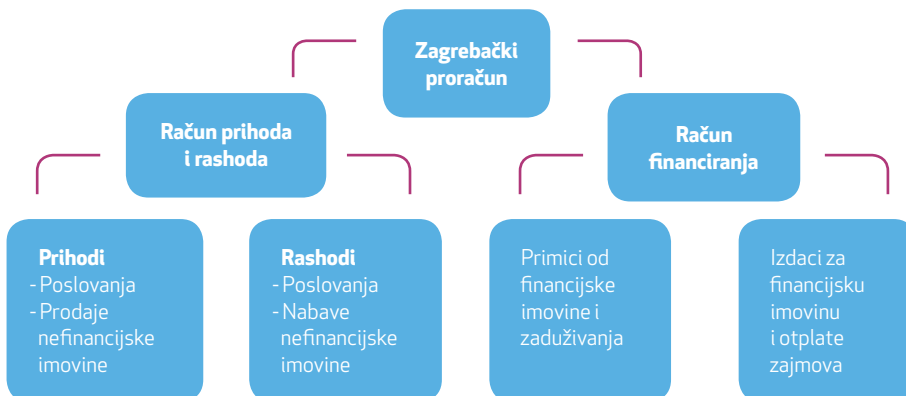 Zagrebački
proračun
Račun prihoda
i rashoda
Račun
financiranja
Prihodi
- Poslovanja
- Prodaje
nefinancijske
imovine
Rashodi
- Poslovanja
- Nabave
nefinancijske
imovine
Primici od
financijske
imovine i
zaduživanja
Izdaci za
financijsku
imovinu
i otplate
zajmova